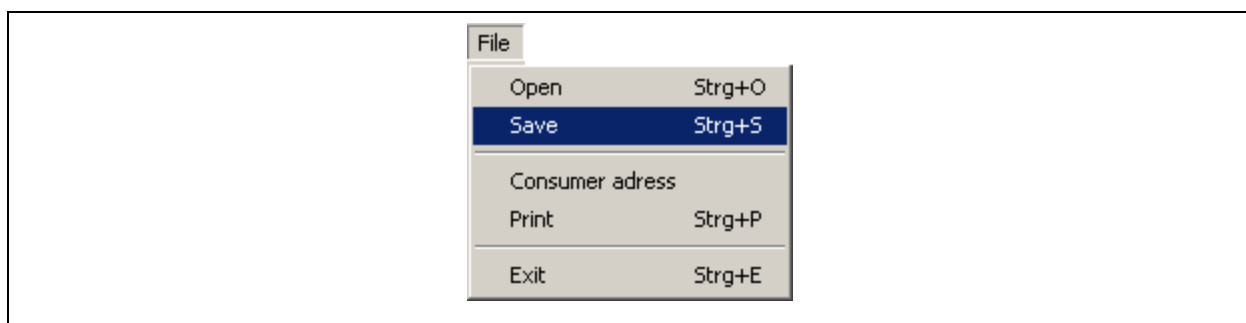 File
Open Strg+O
Save Strg+S
Consumer adress
Print Strg+P
Exit Strg+E